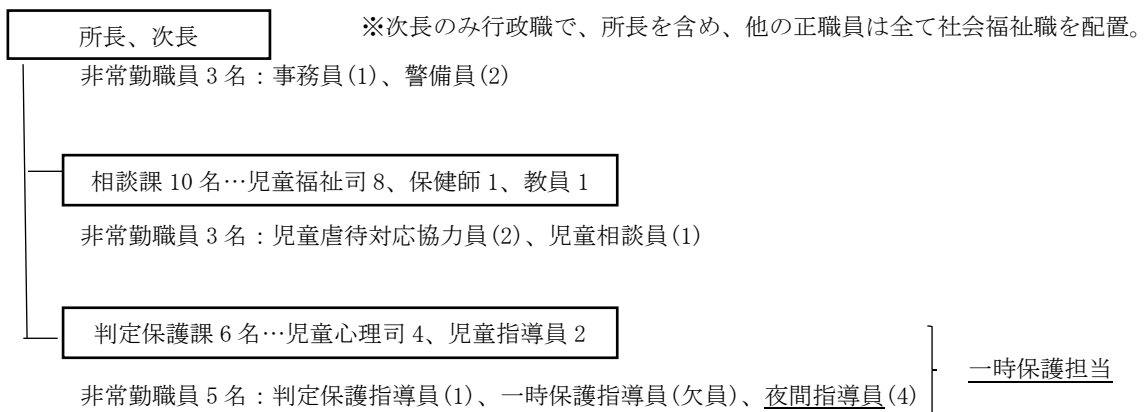 ※次長のみ行政職で、所長を含め、他の正職員は全て社会福祉職を配置。
所長、次長
非常勤職員 3 名：事務員(1)、警備員(2)
相談課 10 名…児童福祉司 8、保健師 1、教員 1
非常勤職員 3 名：児童虐待対応協力員(2)、児童相談員(1)
判定保護課 6 名…児童心理司 4、児童指導員 2
一時保護担当
非常勤職員 5 名：判定保護指導員(1)、一時保護指導員(欠員)、夜間指導員(4)